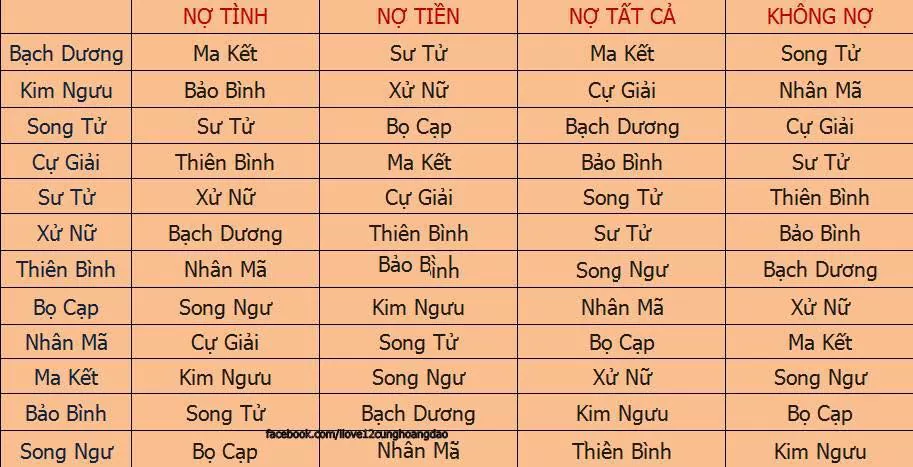 NỢ TÌNH NỢ TIỀN NỢ TẤT CẢ KHÔNG NỢ
Bạch Dương Ma Kết Sư Tử Ma Kết Song Tử
Kim Ngưu Bảo Bình Xử Nữ Cự Giải Nhân Mã
Song Tử Sư Tử Bọ Cạp Bạch Dương Cự Giải
Cự Giải Thiên Bình Ma Kết Bảo Bình Sư Tử
Sư Tử Xử Nữ Cự Giải Song Tử Thiên Bình
Xử Nữ Bạch Dương Thiên Bình Sư Tử Bảo Bình
Thiên Bình Nhân Mã Bảo Bình Song Ngư Bạch Dương
Bọ Cạp Song Ngư Kim Ngưu Nhân Mã Xử Nữ
Nhân Mã Cự Giải Song Tử Bọ Cạp Ma Kết
Ma Kết Kim Ngưu Song Ngư Xử Nữ Song Ngư
Bảo Bình Song Tử Bạch Dương Kim Ngưu Bọ Cạp
facebook.com/ilove12cunghoangdao
Song Ngư Bọ Cạp Nhân Mã Thiên Bình Kim Ngưu